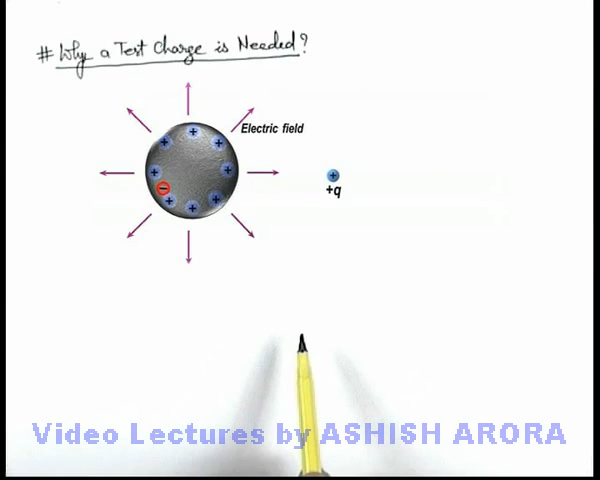 # Why a Test Charge is Needed?
Electric field
+q
Video Lectures by ASHISH ARORA